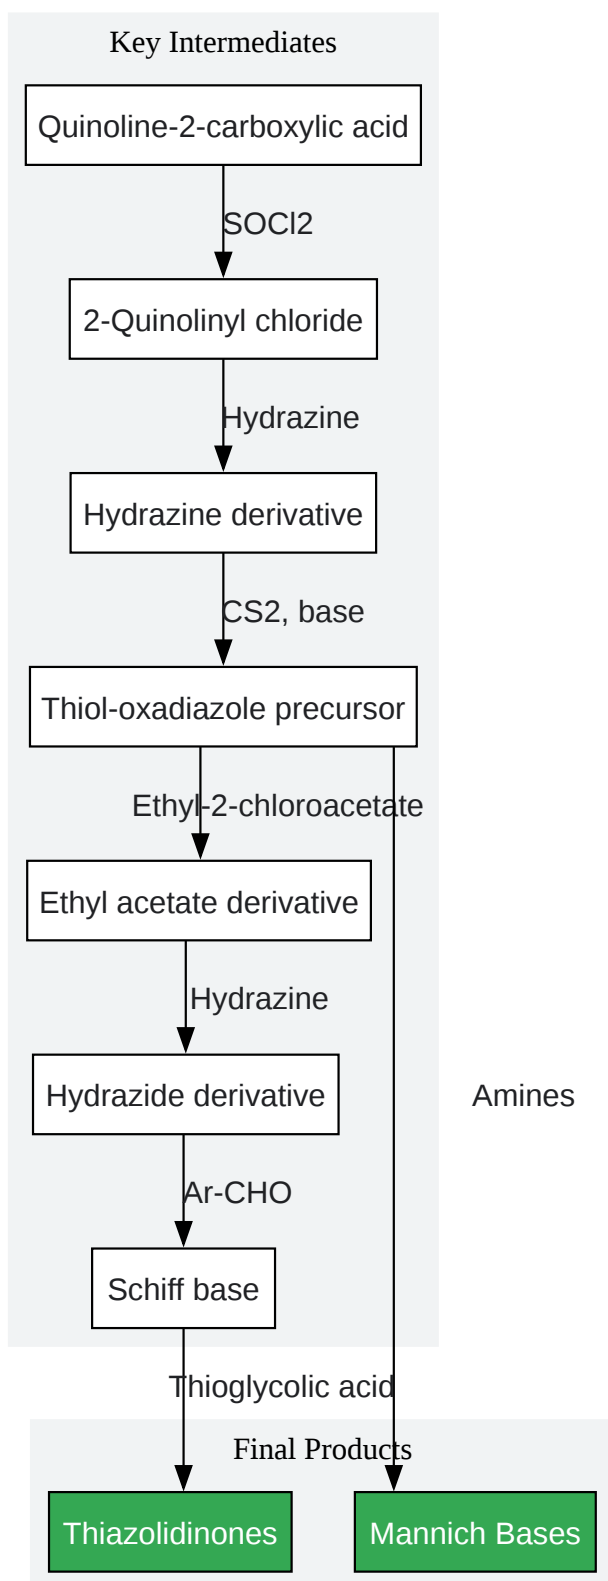 Key Intermediates
Quinoline-2-carboxylic acid
SOCl2
2-Quinolinyl chloride
Hydrazine
Hydrazine derivative
CS2, base
Thiol-oxadiazole precursor
Ethyl-2-chloroacetate
Ethyl acetate derivative
Hydrazine
Hydrazide derivative
Amines
Ar-CHO
Schiff base
Thioglycolic acid
Final Products
Thiazolidinones
Mannich Bases